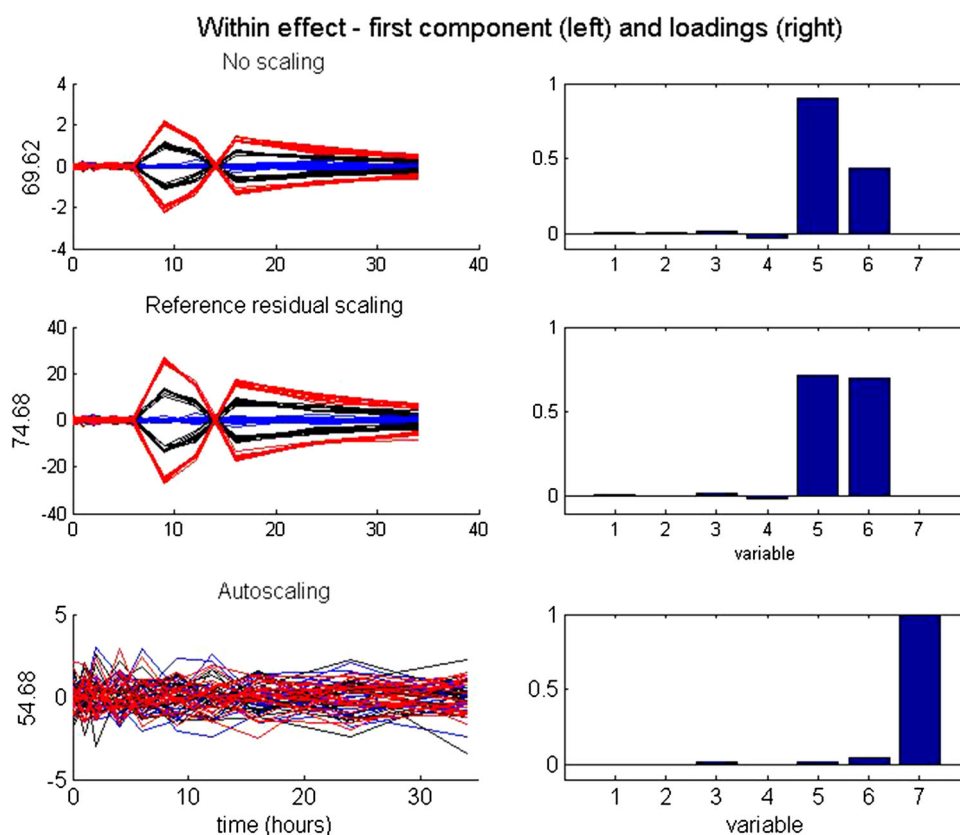 Within effect - first component (left) and loadings (right)
No scaling
69.62
4
2
0
-2
-4
0 10 20 30 40
1
0.5
0
1 2 3 4 5 6 7
Reference residual scaling
74.68
40
20
0
-20
-40
0 10 20 30 40
1
0.5
0
1 2 3 4 5 6 7
variable
Autoscaling
54.68
5
0
-5
0 10 20 30
time (hours)
1
0.5
0
1 2 3 4 5 6 7
variable